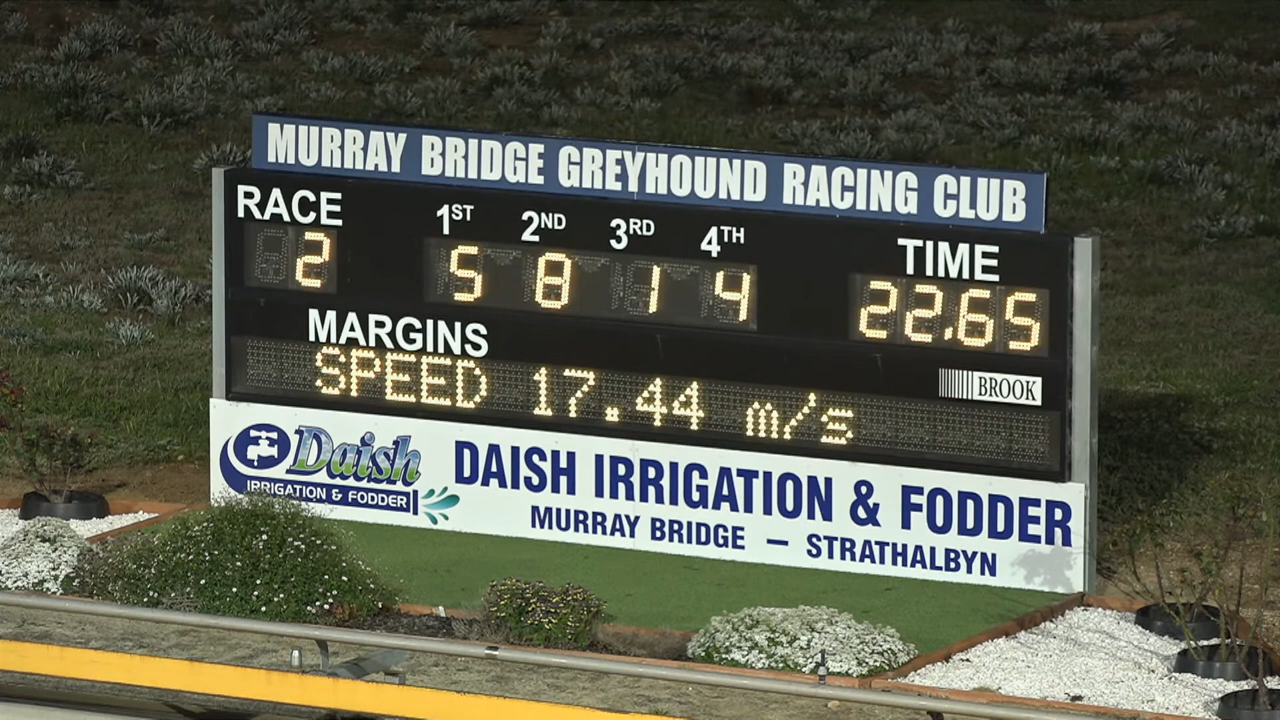 MURRAY BRIDGE GREYHOUND RACING CLUB
RACE 1ST 2ND 3RD 4TH TIME
2 5 8 1 4 22.65
MARGINS
SPEED 17.44 m/s
BROOK
Daish
IRRIGATION & FODDER
DAISH IRRIGATION & FODDER
MURRAY BRIDGE – STRATHALBYN